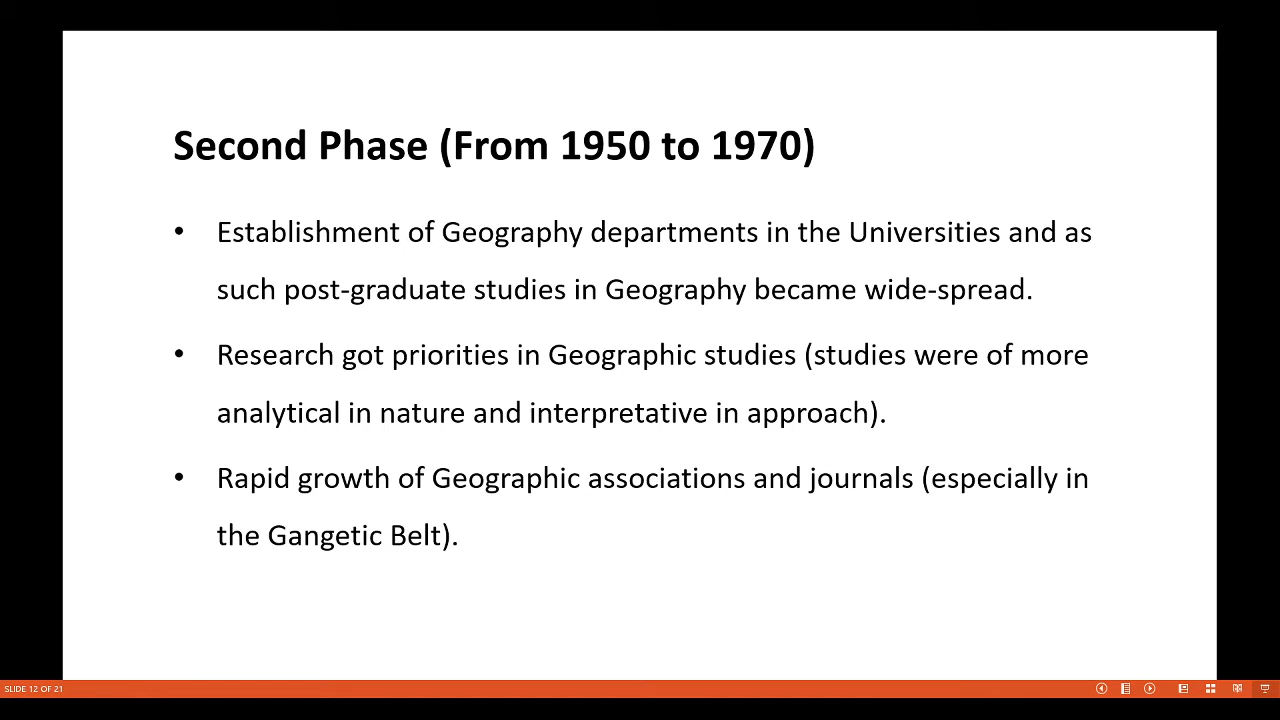 Second Phase (From 1950 to 1970)
• Establishment of Geography departments in the Universities and as
such post-graduate studies in Geography became wide-spread.
• Research got priorities in Geographic studies (studies were of more
analytical in nature and interpretative in approach).
• Rapid growth of Geographic associations and journals (especially in
the Gangetic Belt).
SLIDE 12 OF 21